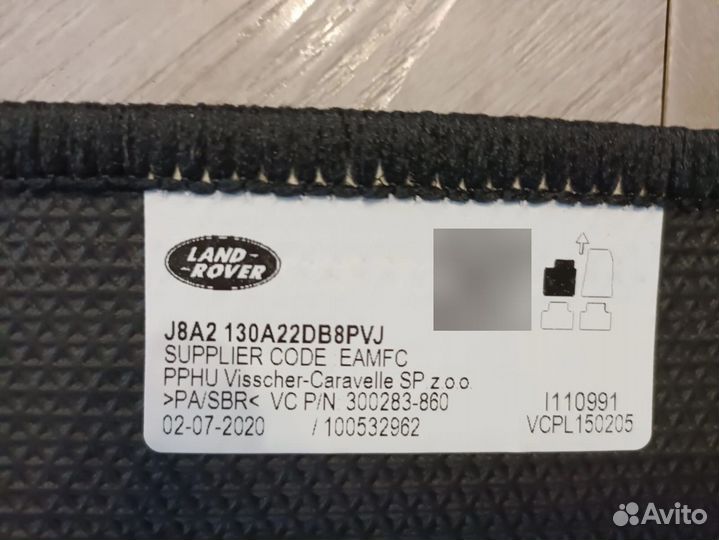 LAND-
-ROVER
J8A2 130A22DB8PVJ
SUPPLIER CODE EAMFC
PPHU Visscher-Caravelle SP z.o.o
>PA/SBR< VC P/N: 300283-860
I110991
02-07-2020 / 100532962
VCPL150205
Avito